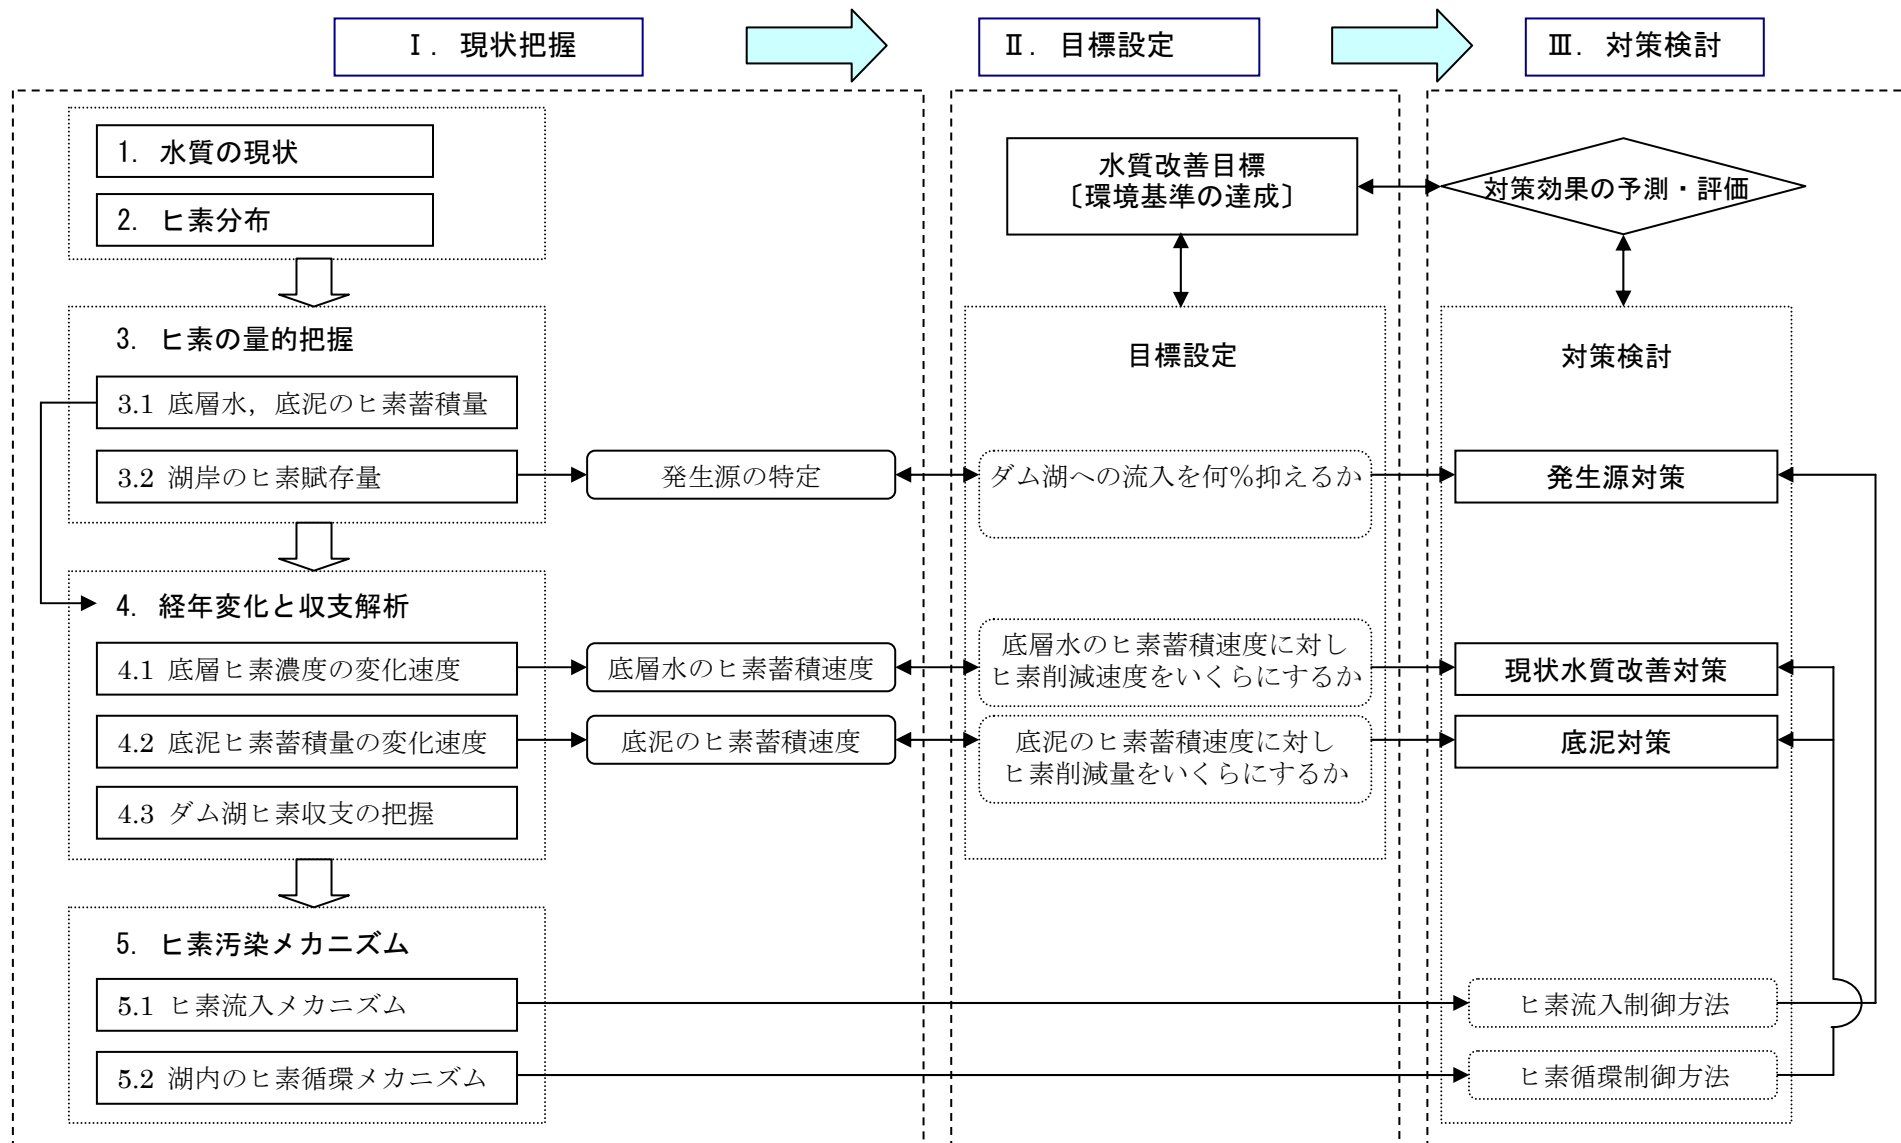 Ⅰ. 現状把握
Ⅱ. 目標設定
Ⅲ. 対策検討
1. 水質の現状
2. ヒ素分布
3. ヒ素の量的把握
3.1 底層水，底泥のヒ素蓄積量
3.2 湖岸のヒ素賦存量
発生源の特定
4. 経年変化と収支解析
4.1 底層ヒ素濃度の変化速度
底層水のヒ素蓄積速度
4.2 底泥ヒ素蓄積量の変化速度
底泥のヒ素蓄積速度
4.3 ダム湖ヒ素収支の把握
5. ヒ素汚染メカニズム
5.1 ヒ素流入メカニズム
5.2 湖内のヒ素循環メカニズム
水質改善目標
〔環境基準の達成〕
目標設定
ダム湖への流入を何％抑えるか
底層水のヒ素蓄積速度に対し
ヒ素削減速度をいくらにするか
底泥のヒ素蓄積速度に対し
ヒ素削減量をいくらにするか
対策効果の予測・評価
対策検討
発生源対策
現状水質改善対策
底泥対策
ヒ素流入制御方法
ヒ素循環制御方法